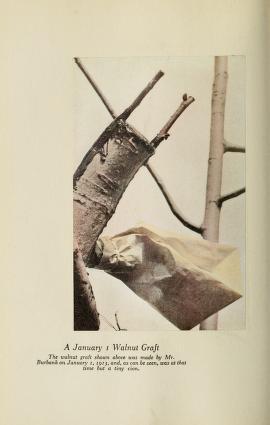 A January 1 Walnut Graft
The walnut graft shown above was made by Mr.
Burbank on January 1, 1913, and, as can be seen, was at that
time but a tiny cion.